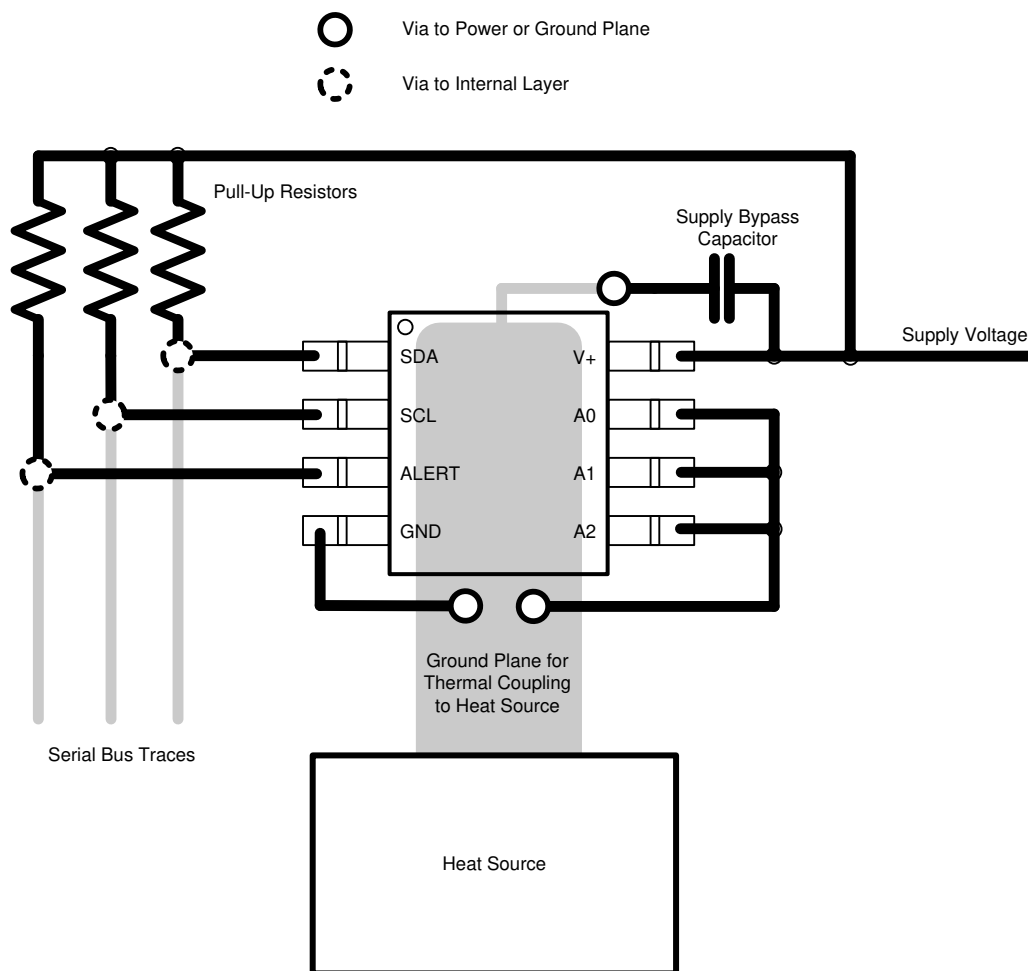 Via to Power or Ground Plane
Via to Internal Layer
Pull-Up Resistors
Supply Bypass
Capacitor
Supply Voltage
SDA
V+
SCL
A0
ALERT
A1
GND
A2
Ground Plane for
Thermal Coupling
to Heat Source
Serial Bus Traces
Heat Source